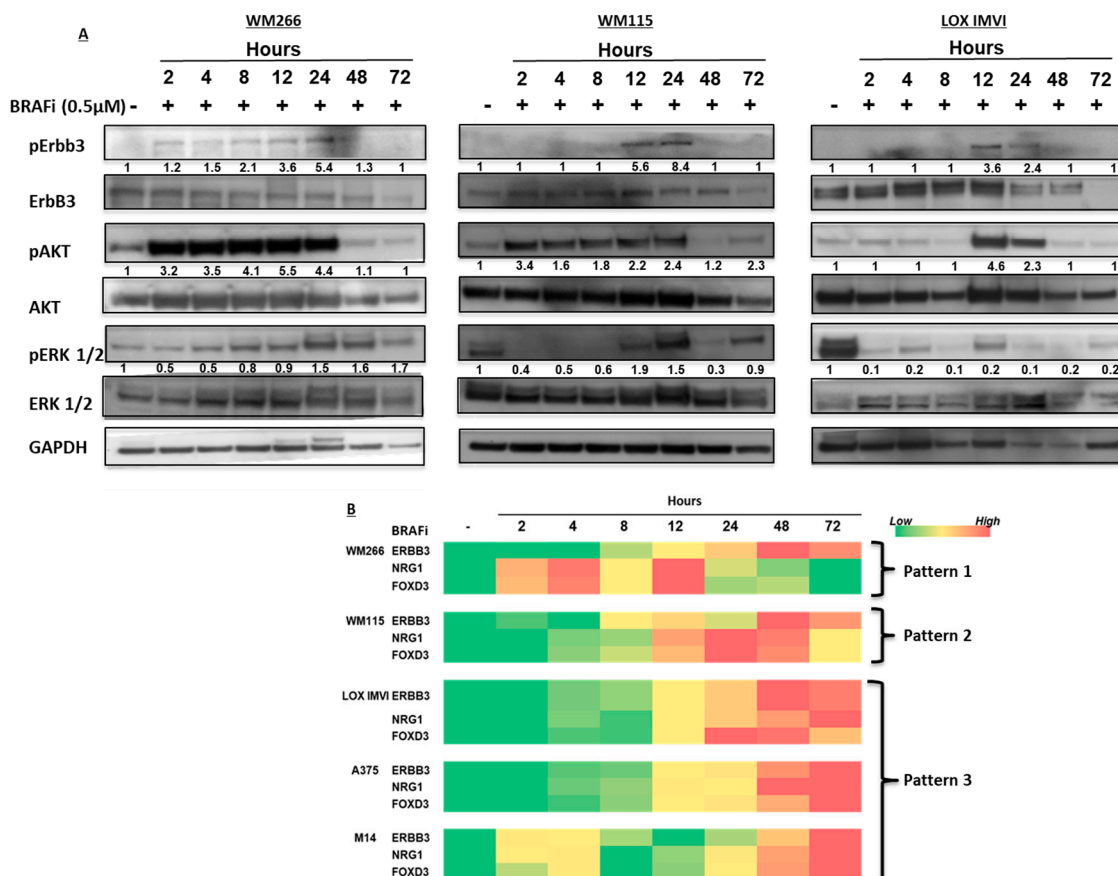 A
WM266
WM115
LOX IMVI
Hours
Hours
Hours
2 4 8 12 24 48 72
2 4 8 12 24 48 72
2 4 8 12 24 48 72
BRAFi (0.5µM) - + + + + + + +
- + + + + + + +
- + + + + + + +
pErbb3
1 1.2 1.5 2.1 3.6 5.4 1.3 1
1 1 1 1 5.6 8.4 1 1
1 1 1 1 3.6 2.4 1 1
ErbB3
pAKT
1 3.2 3.5 4.1 5.5 4.4 1.1 1
1 3.4 1.6 1.8 2.2 2.4 1.2 2.3
1 1 1 1 4.6 2.3 1 1
AKT
pERK 1/2
1 0.5 0.5 0.8 0.9 1.5 1.6 1.7
1 0.4 0.5 0.6 1.9 1.5 0.3 0.9
1 0.1 0.2 0.1 0.2 0.1 0.2 0.2
ERK 1/2
GAPDH
B
Hours
BRAFi - 2 4 8 12 24 48 72
Low High
WM266 ERBB3
NRG1
FOXD3
Pattern 1
WM115 ERBB3
NRG1
FOXD3
Pattern 2
LOX IMVI ERBB3
NRG1
FOXD3
A375 ERBB3
NRG1
FOXD3
Pattern 3
M14 ERBB3
NRG1
FOXD3